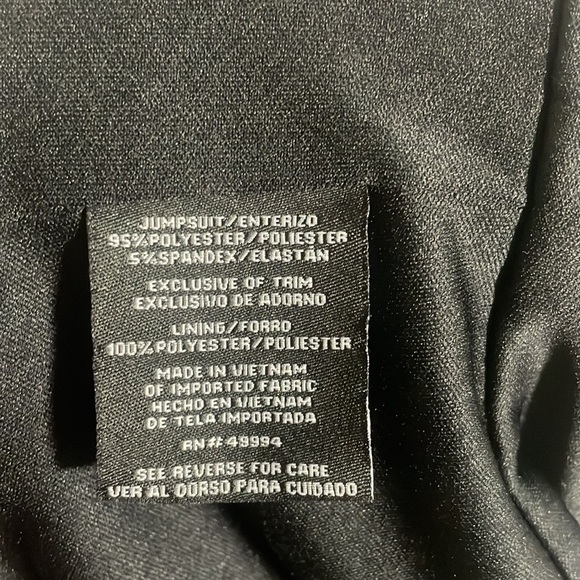 JUMPSUIT/ENTERIZO
95%POLYESTER/POLIESTER
5%SPANDEX/ELASTAN
EXCLUSIVE OF TRIM
EXCLUSIVO DE ADORNO
LINING/FORRO
100%POLYESTER/POLIESTER
MADE IN VIETNAM
OF IMPORTED FABRIC
HECHO EN VIETNAM
DE TELA IMPORTADA
RN# 49994
SEE REVERSE FOR CARE
VER AL DORSO PARA CUIDADO